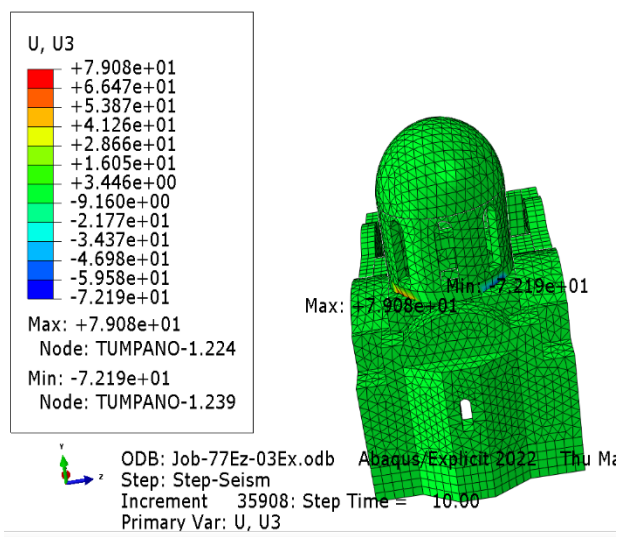 U, U3
+7.908e+01
+6.647e+01
+5.387e+01
+4.126e+01
+2.866e+01
+1.605e+01
+3.446e+00
-9.160e+00
-2.177e+01
-3.437e+01
-4.698e+01
-5.958e+01
-7.219e+01
Max: +7.908e+01
Node: TUMPANO-1.224
Min: -7.219e+01
Node: TUMPANO-1.239
Min: -7.219e+01
Max: +7.908e+01
Y
Z
ODB: Job-77Ez-03Ex.odb Abaqus/Explicit 2022 Thu Ma
Step: Step-Seism
Increment 35908: Step Time = 10.00
Primary Var: U, U3